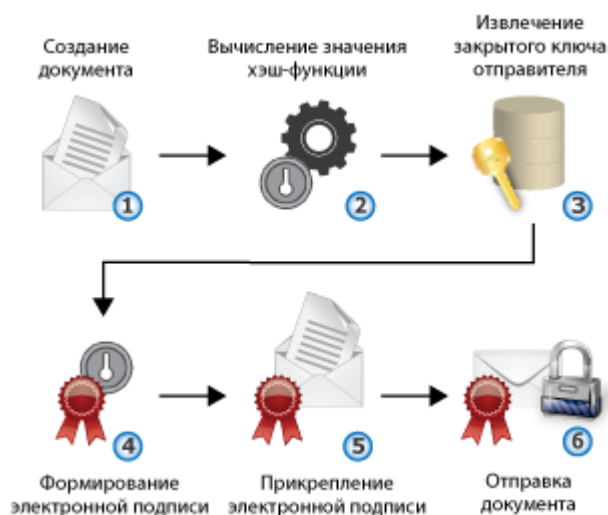 Создание
документа
1
Вычисление значения
хэш-функции
2
Извлечение
закрытого ключа
отправителя
3
4
Формирование
электронной подписи
5
Прикрепление
электронной подписи
6
Отправка
документа